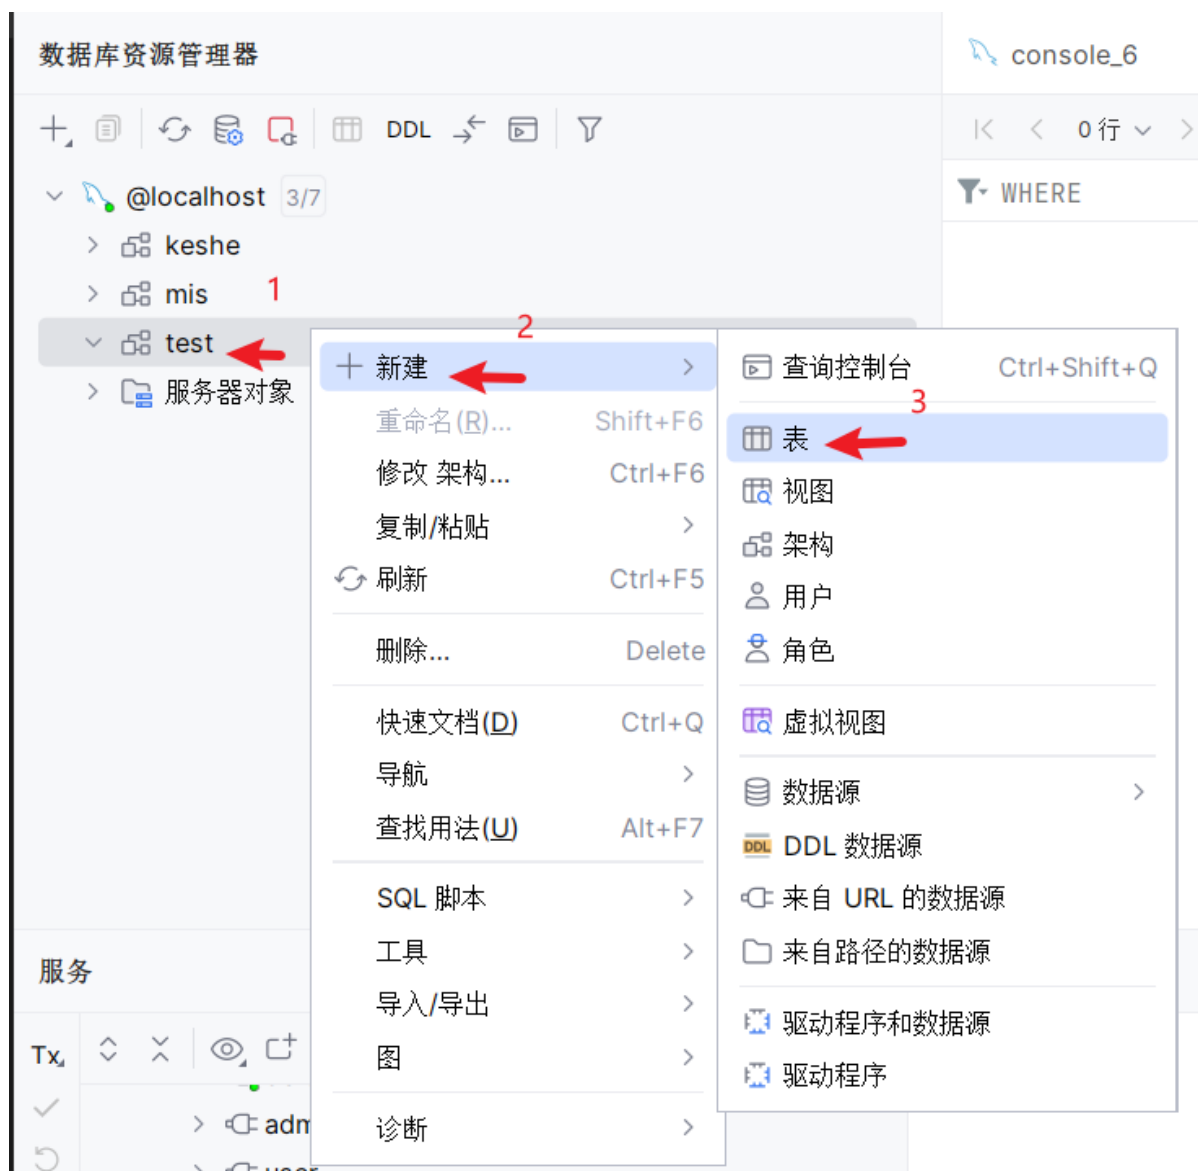 数据库资源管理器
console_6
DDL
0 行
@localhost 3/7
WHERE
keshe
mis
1
test
2
服务器对象
新建
重命名(R)... Shift+F6
修改 架构... Ctrl+F6
复制/粘贴
刷新 Ctrl+F5
删除... Delete
快速文档(D) Ctrl+Q
导航
查找用法(U) Alt+F7
SQL 脚本
工具
导入/导出
图
诊断
查询控制台 Ctrl+Shift+Q
3
表
视图
架构
用户
角色
虚拟视图
数据源
DDL DDL 数据源
来自 URL 的数据源
来自路径的数据源
驱动程序和数据源
驱动程序
服务
Tx
adm